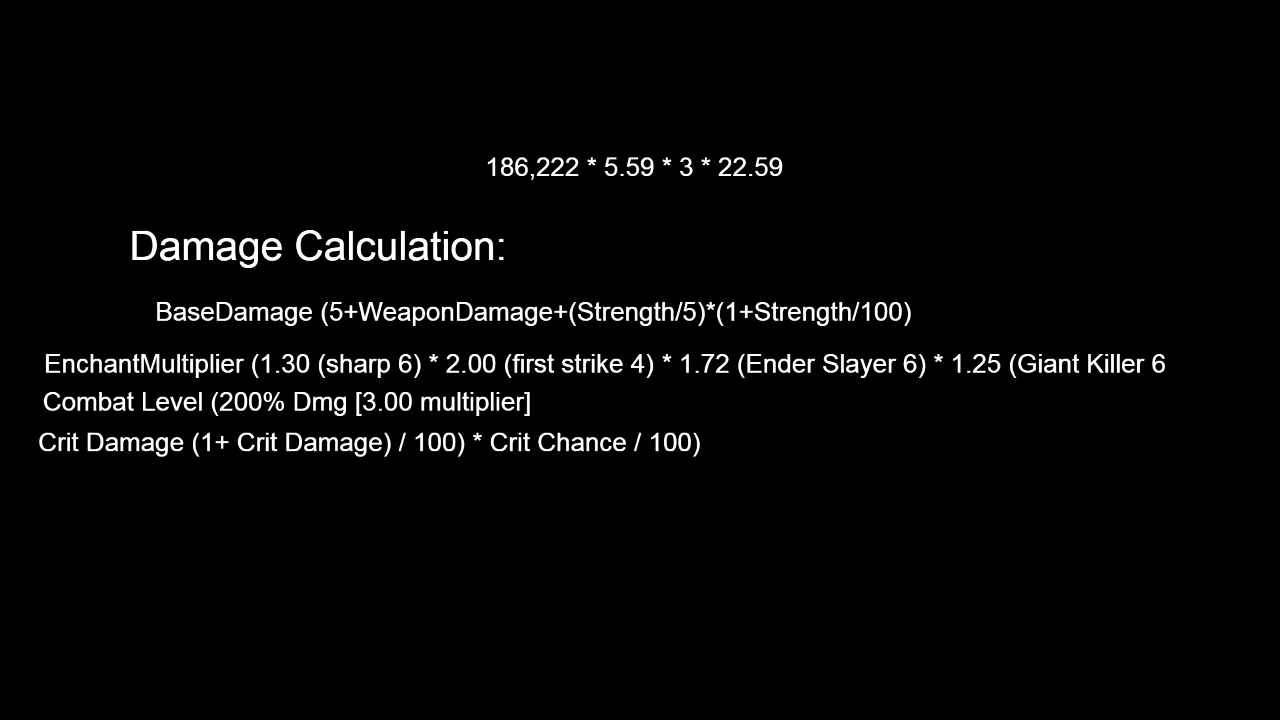 186,222 * 5.59 * 3 * 22.59
Damage Calculation:
BaseDamage (5+WeaponDamage+(Strength/5)*(1+Strength/100)
EnchantMultiplier (1.30 (sharp 6) * 2.00 (first strike 4) * 1.72 (Ender Slayer 6) * 1.25 (Giant Killer 6
Combat Level (200% Dmg [3.00 multiplier]
Crit Damage (1+ Crit Damage) / 100) * Crit Chance / 100)